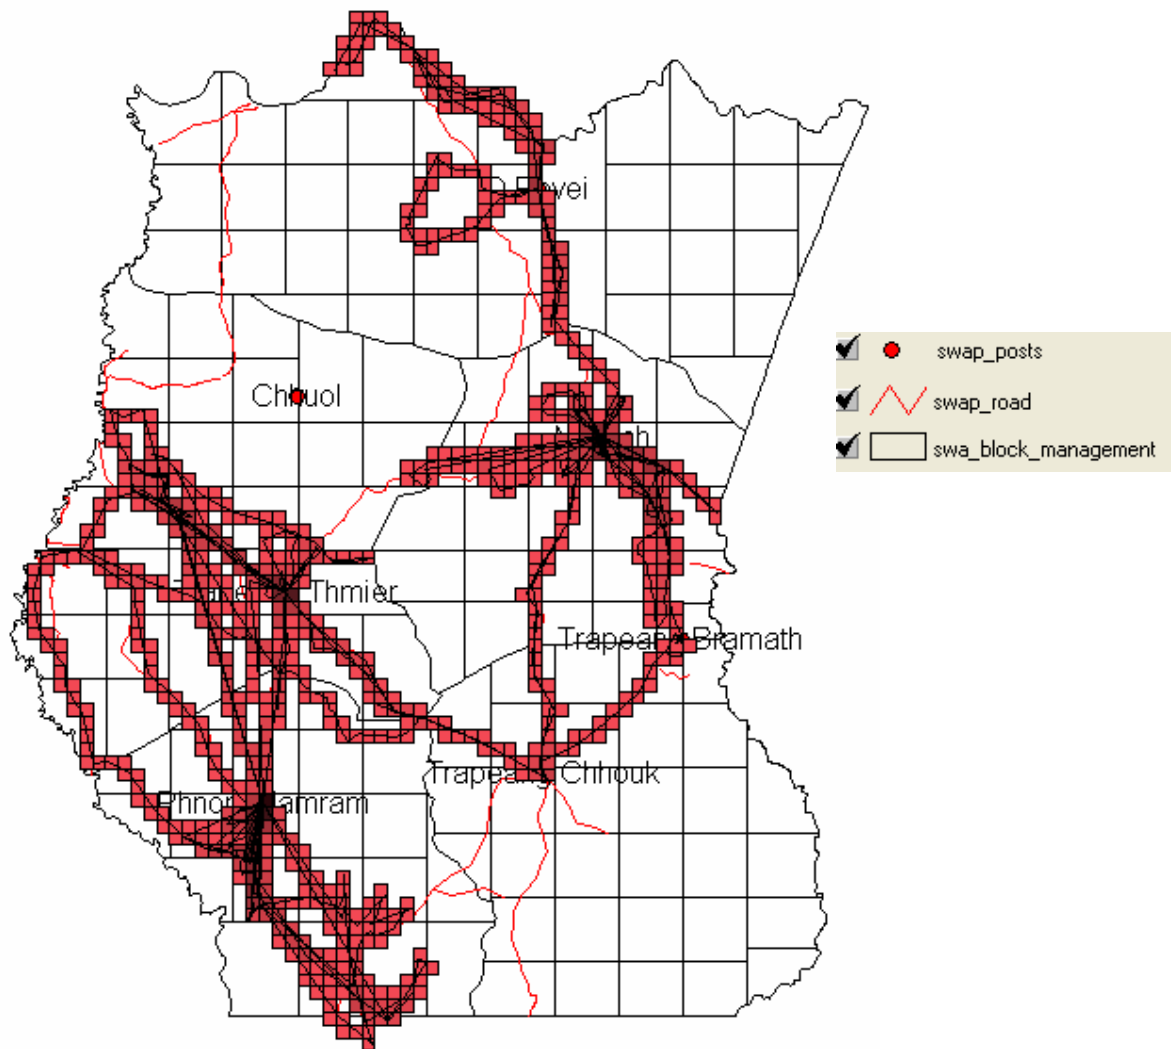 Chhuol
Thmier
Trapeang Bramath
Trapeang Chhouk
swap_posts
swap_road
swa_block_management